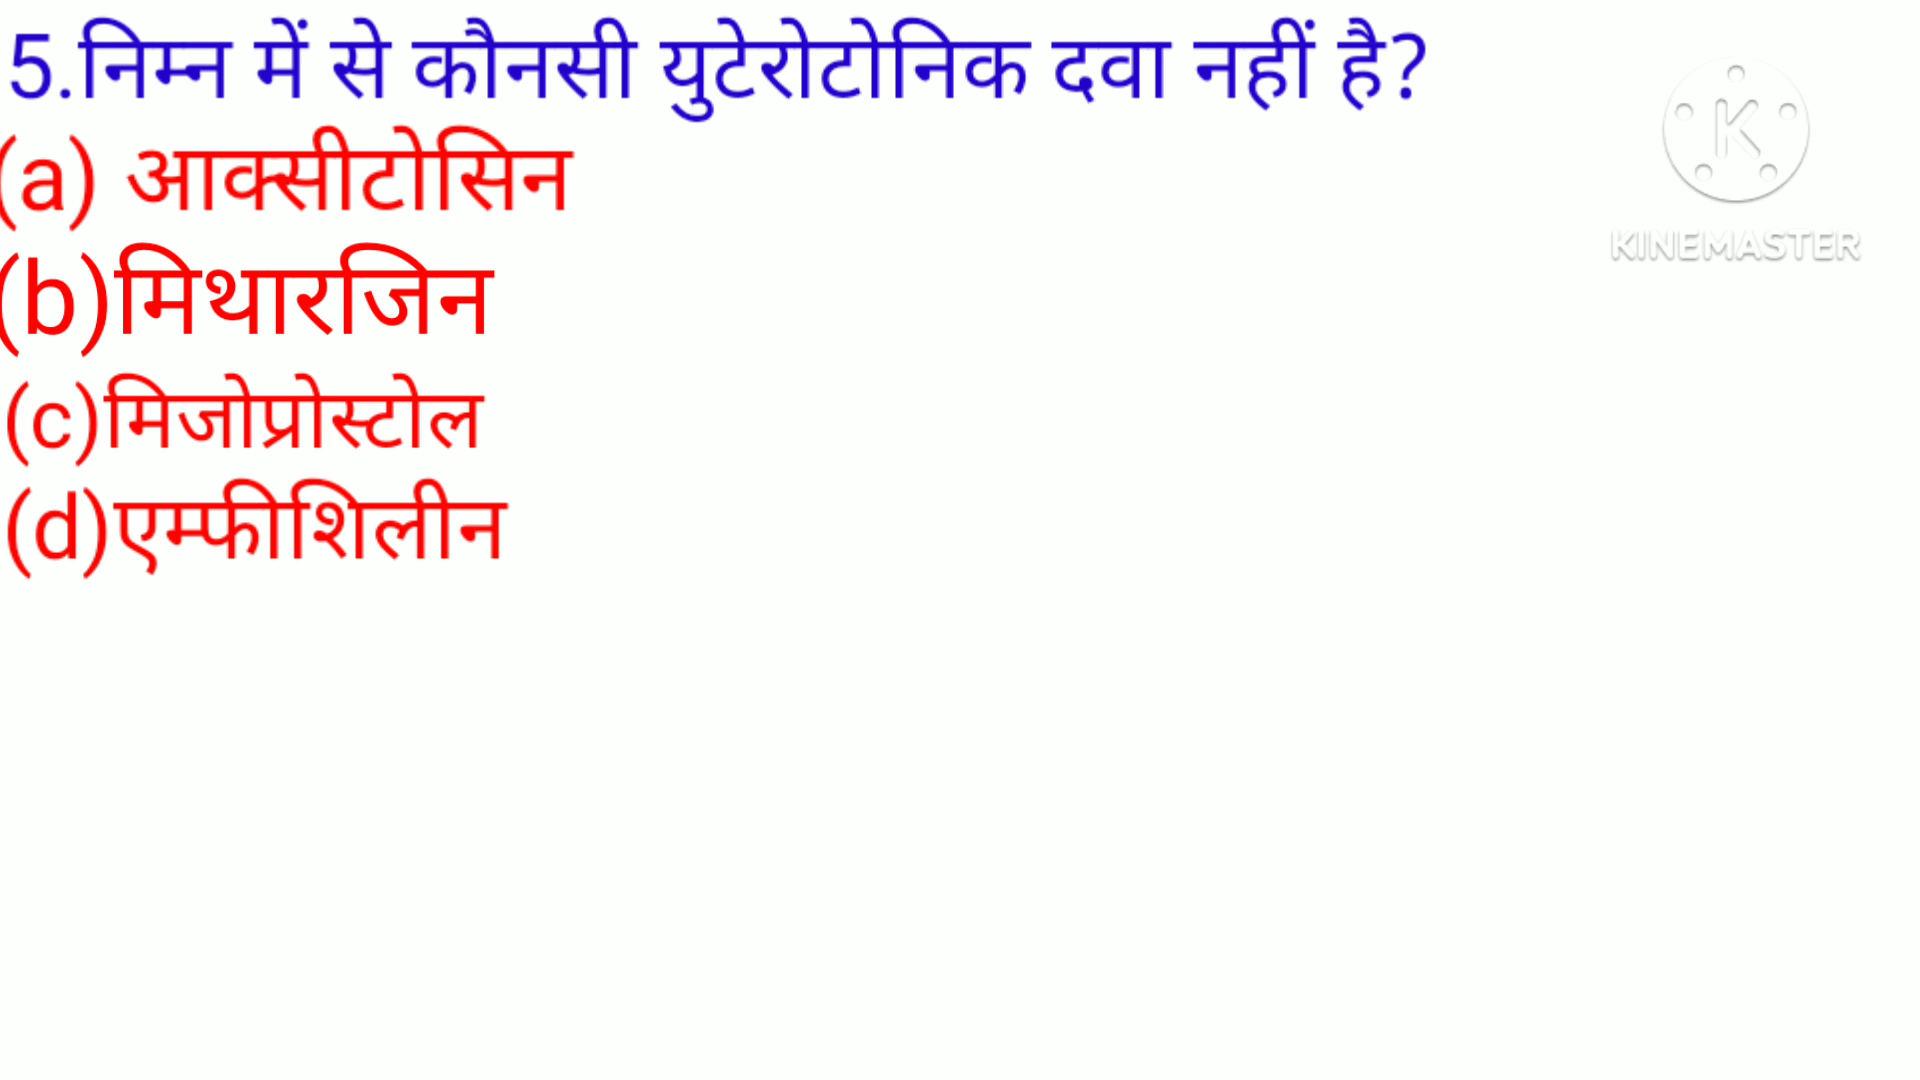 5.निम्न में से कौनसी युटेरोटोनिक दवा नहीं है?
(a) आक्सीटोसिन
(b)मिथारजिन
(c)मिजोप्रोस्टोल
(d)एम्फीशिलीन
K
KINEMASTER